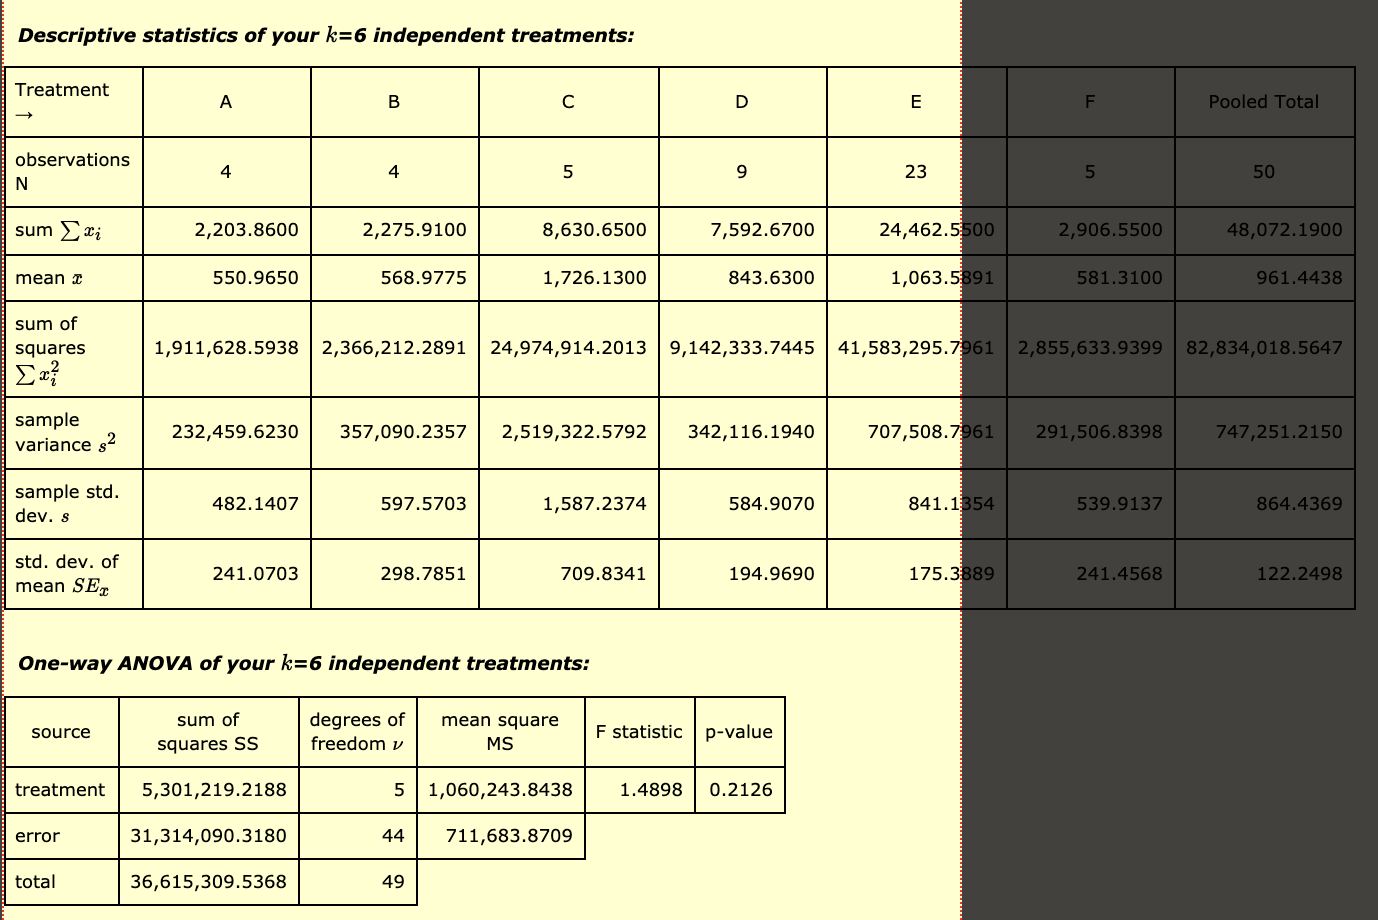 Descriptive statistics of your k=6 independent treatments:
Treatment → A B C D E F Pooled Total
observations N 4 4 5 9 23 5 50
sum ∑ xᵢ 2,203.8600 2,275.9100 8,630.6500 7,592.6700 24,462.5500 2,906.5500 48,072.1900
mean x̄ 550.9650 568.9775 1,726.1300 843.6300 1,063.5891 581.3100 961.4438
sum of squares ∑ xᵢ² 1,911,628.5938 2,366,212.2891 24,974,914.2013 9,142,333.7445 41,583,295.7961 2,855,633.9399 82,834,018.5647
sample variance s² 232,459.6230 357,090.2357 2,519,322.5792 342,116.1940 707,508.7961 291,506.8398 747,251.2150
sample std. dev. s 482.1407 597.5703 1,587.2374 584.9070 841.1354 539.9137 864.4369
std. dev. of mean SEx̄ 241.0703 298.7851 709.8341 194.9690 175.3889 241.4568 122.2498
One-way ANOVA of your k=6 independent treatments:
source sum of squares SS degrees of freedom ν mean square MS F statistic p-value
treatment 5,301,219.2188 5 1,060,243.8438 1.4898 0.2126
error 31,314,090.3180 44 711,683.8709
total 36,615,309.5368 49